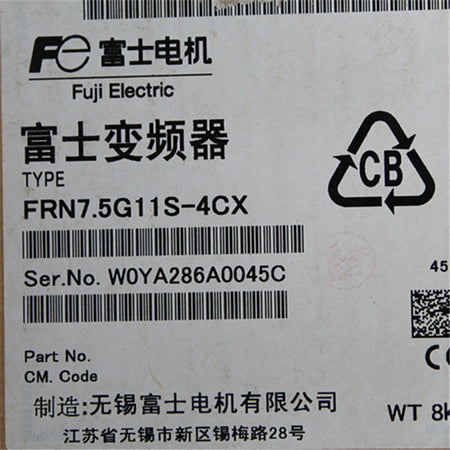 Fe 富士电机
Fuji Electric
富士变频器
TYPE
FRN7.5G11S-4CX
CB
Ser.No. W0YA286A0045C
45
Part No.
CM. Code
制造:无锡富士电机有限公司
WT 8k
江苏省无锡市新区锡梅路28号